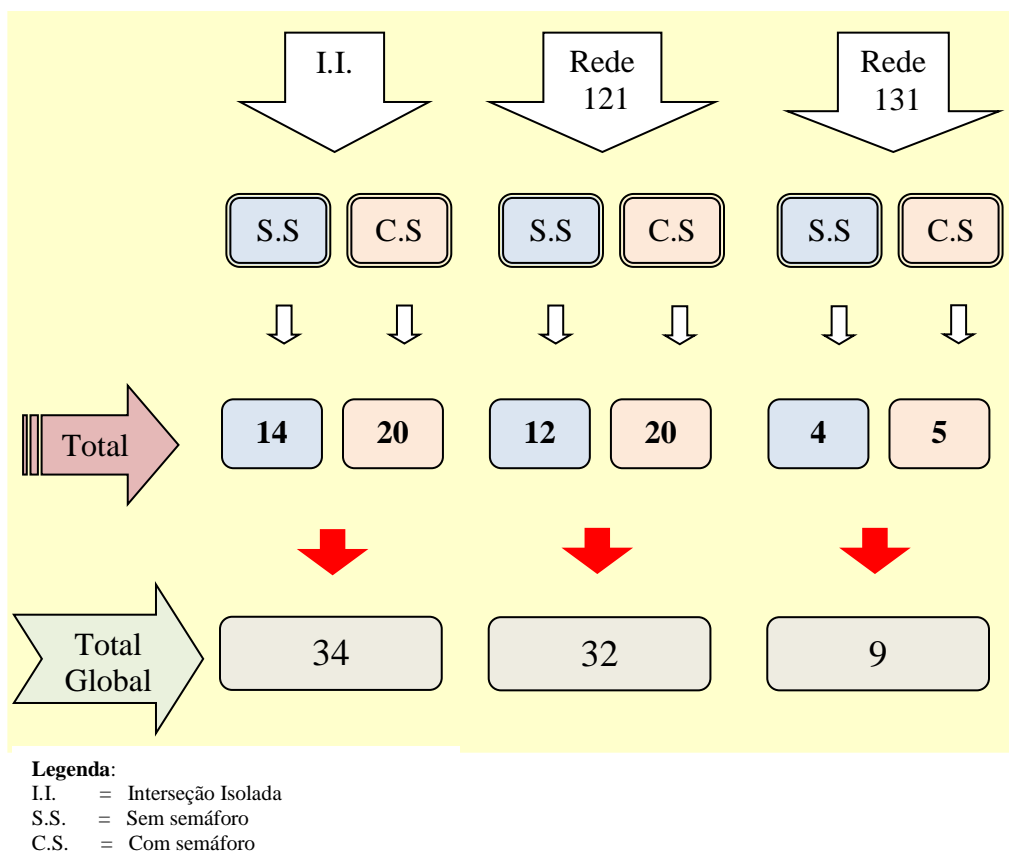 I.I.
Rede
121
Rede
131
S.S
C.S
S.S
C.S
S.S
C.S
Total
14
20
12
20
4
5
Total
Global
34
32
9
Legenda:
I.I. = Interseção Isolada
S.S. = Sem semáforo
C.S. = Com semáforo